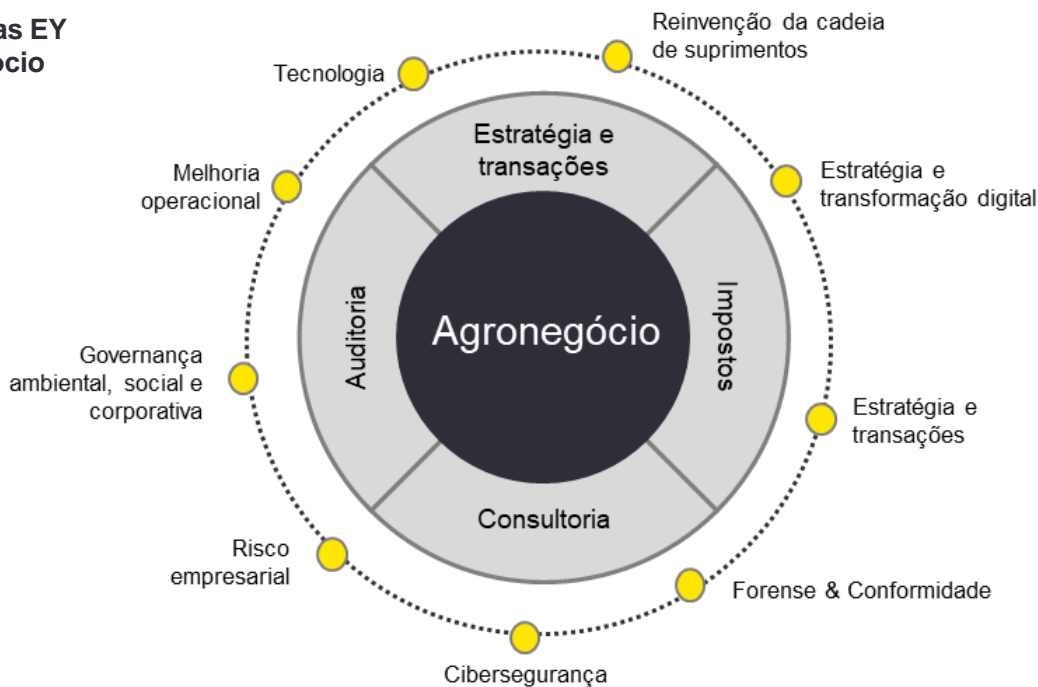 as EY
ócio
Reinvenção da cadeia
de suprimentos
Tecnologia
Estratégia e
transações
Melhoria
operacional
Estratégia e
transformação digital
Auditoria
Agronegócio
Impostos
Governança
ambiental, social e
corporativa
Estratégia e
transações
Consultoria
Risco
empresarial
Forense & Conformidade
Cibersegurança